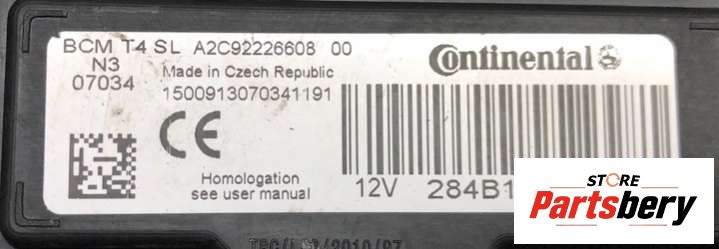 BCM T4 SL A2C92226608 00
N3
07034
Made in Czech Republic
1500913070341191
Continental
CE
Homologation
see user manual
12V 284B1
STORE
Partsbery